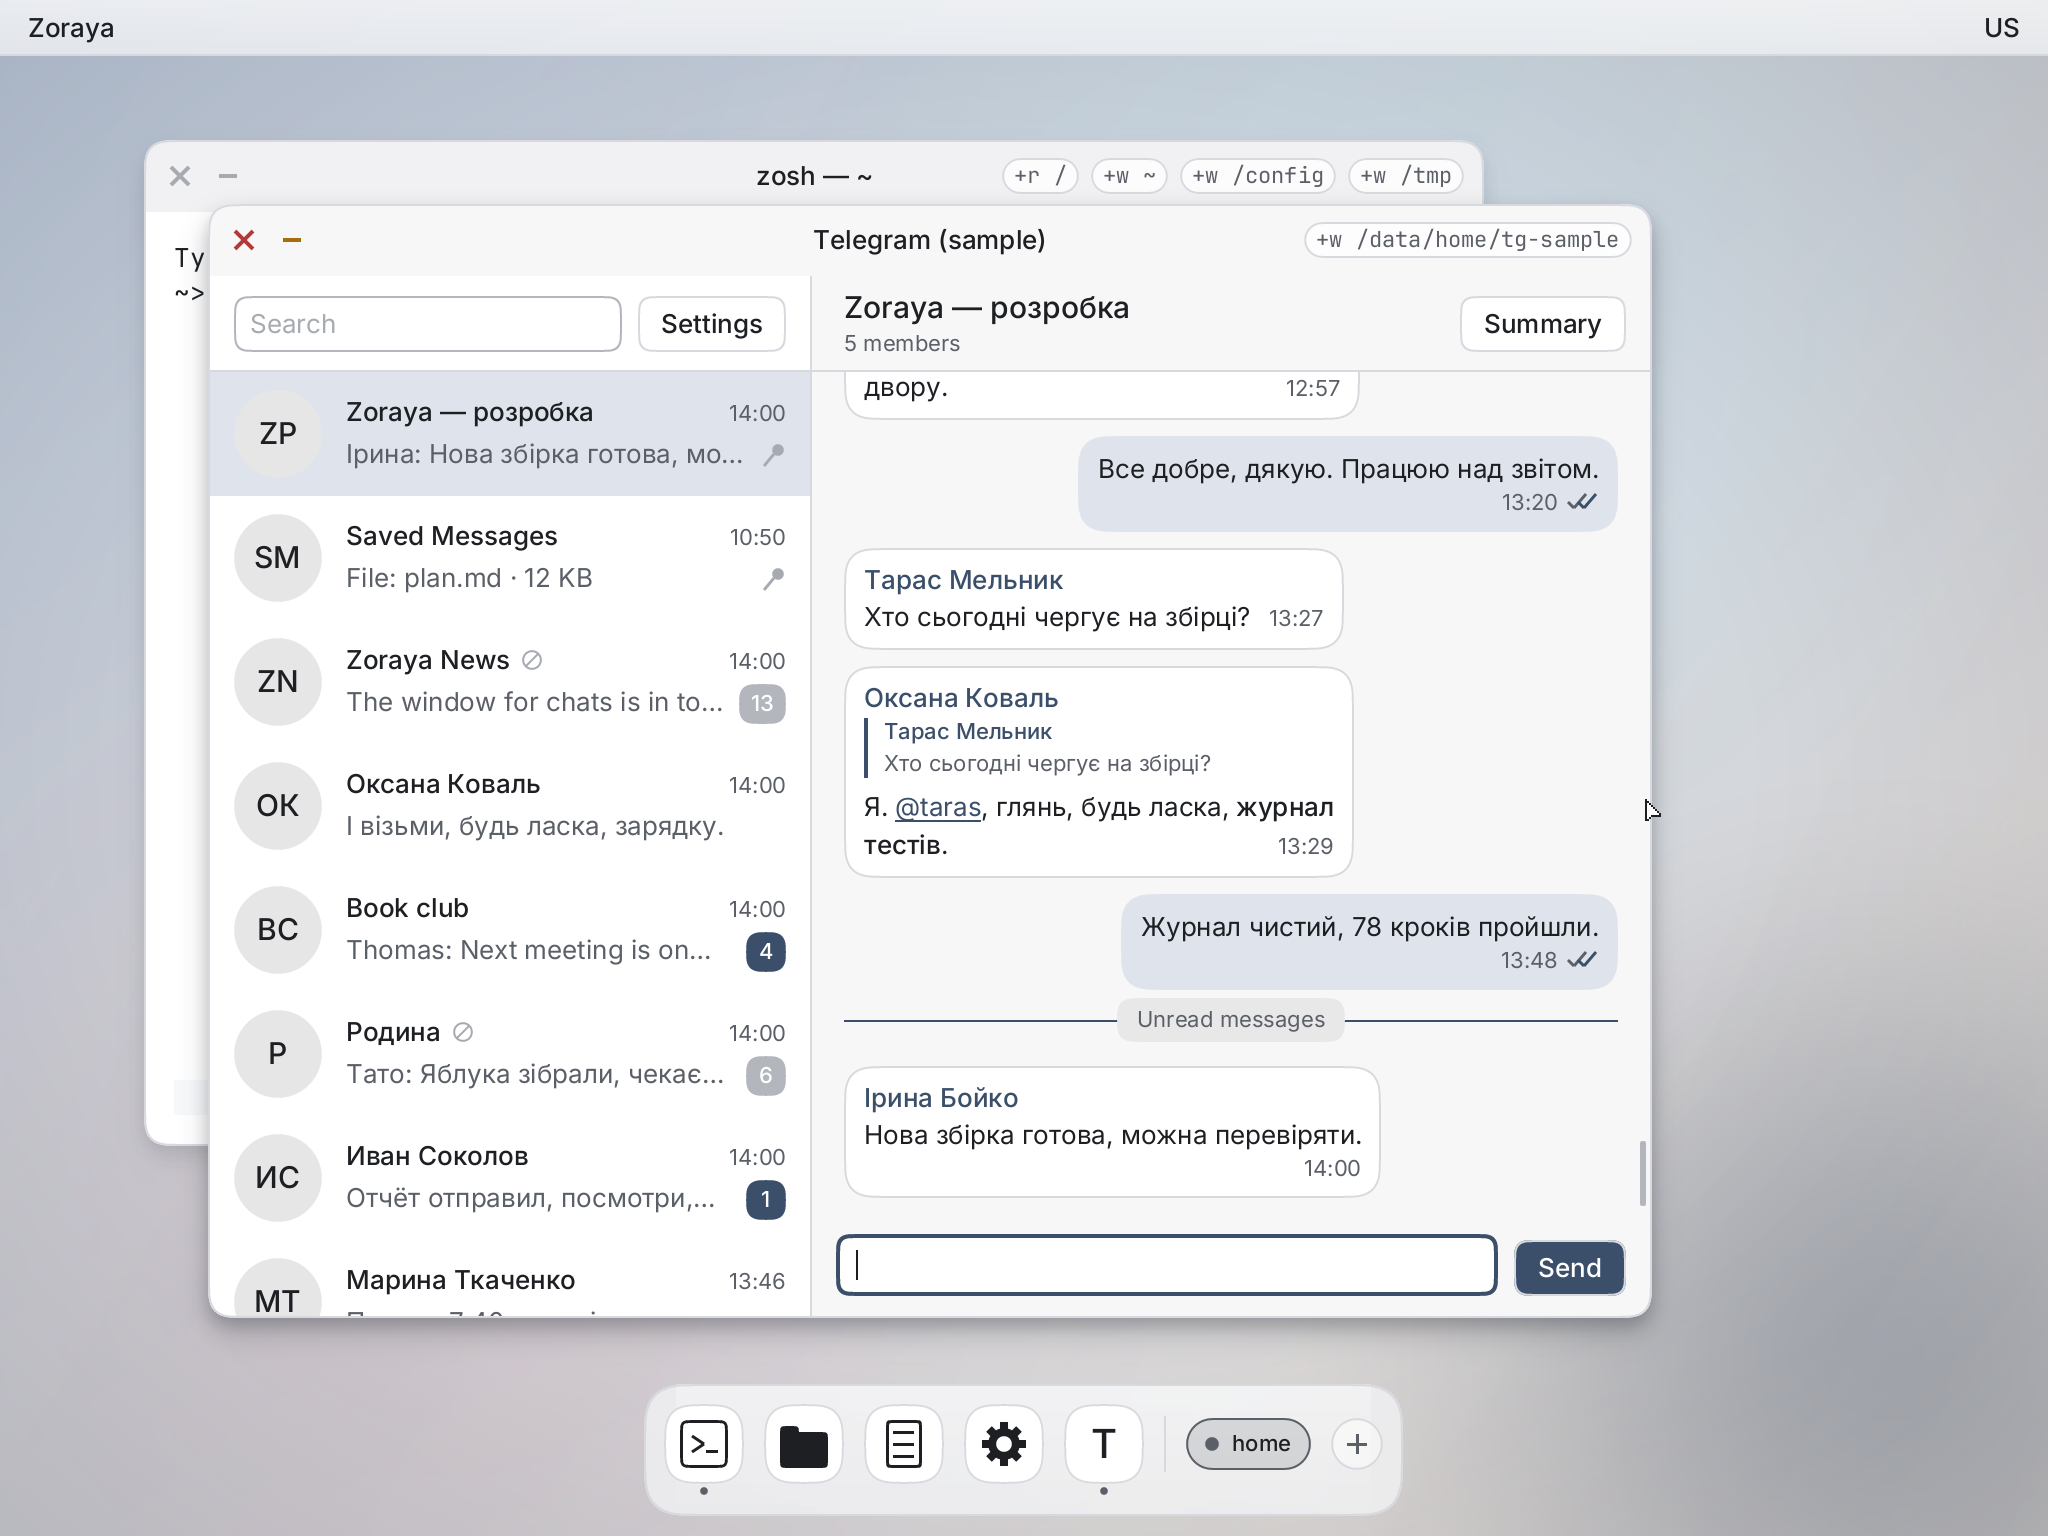 Zoraya
US
zosh — ~
+r /
+w ~
+w /config
+w /tmp
Ty
~>
Telegram (sample)
+w /data/home/tg-sample
Search
Settings
Zoraya — розробка
5 members
Summary
ZP
Zoraya — розробка
14:00
Ірина: Нова збірка готова, мо...
SM
Saved Messages
10:50
File: plan.md · 12 KB
ZN
Zoraya News
14:00
The window for chats is in to...
13
ОК
Оксана Коваль
14:00
І візьми, будь ласка, зарядку.
BC
Book club
14:00
Thomas: Next meeting is on...
4
Р
Родина
14:00
Тато: Яблука зібрали, чекає...
6
ИС
Иван Соколов
14:00
Отчёт отправил, посмотри,...
1
МТ
Марина Ткаченко
13:46
двору.
12:57
Все добре, дякую. Працюю над звітом.
13:20
Тарас Мельник
Хто сьогодні чергує на збірці?
13:27
Оксана Коваль
Тарас Мельник
Хто сьогодні чергує на збірці?
Я. @taras, глянь, будь ласка, журнал
тестів.
13:29
Журнал чистий, 78 кроків пройшли.
13:48
Unread messages
Ірина Бойко
Нова збірка готова, можна перевіряти.
14:00
Send
T
home